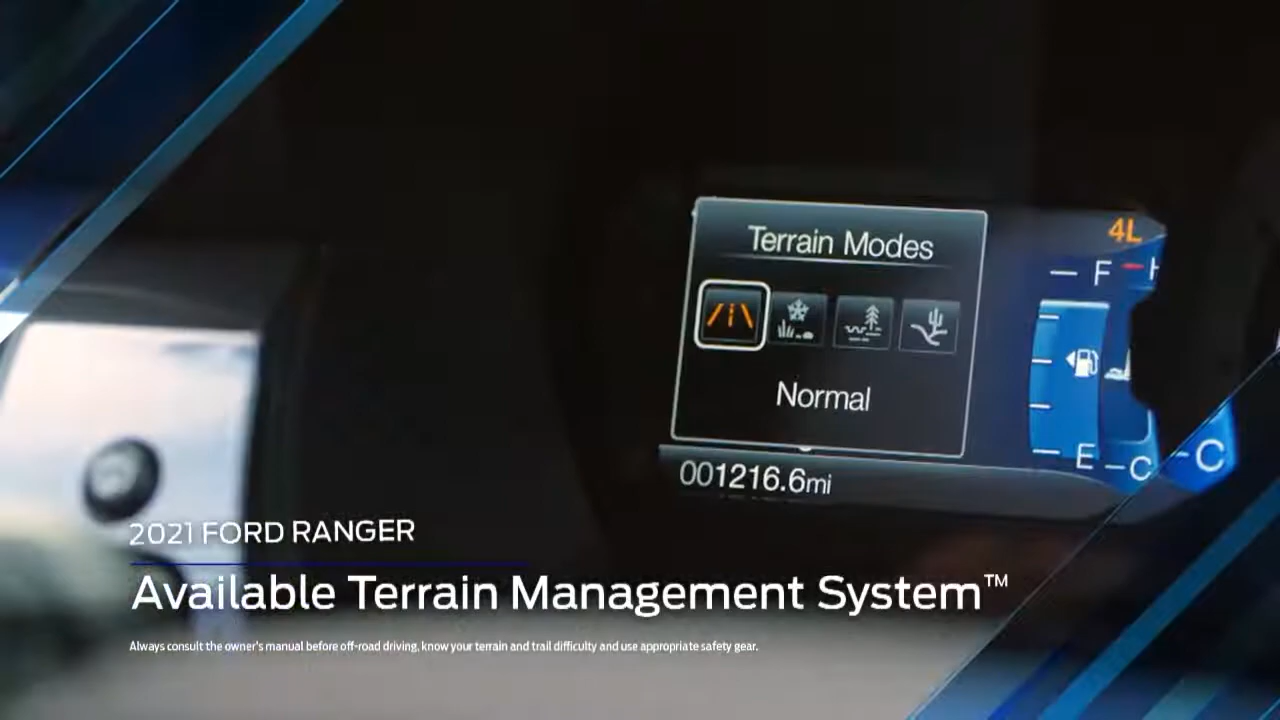 Terrain Modes
4L
F
H
Normal
E
C
C
001216.6mi
2021 FORD RANGER
Available Terrain Management System™
Always consult the owner's manual before off-road driving, know your terrain and trail difficulty and use appropriate safety gear.